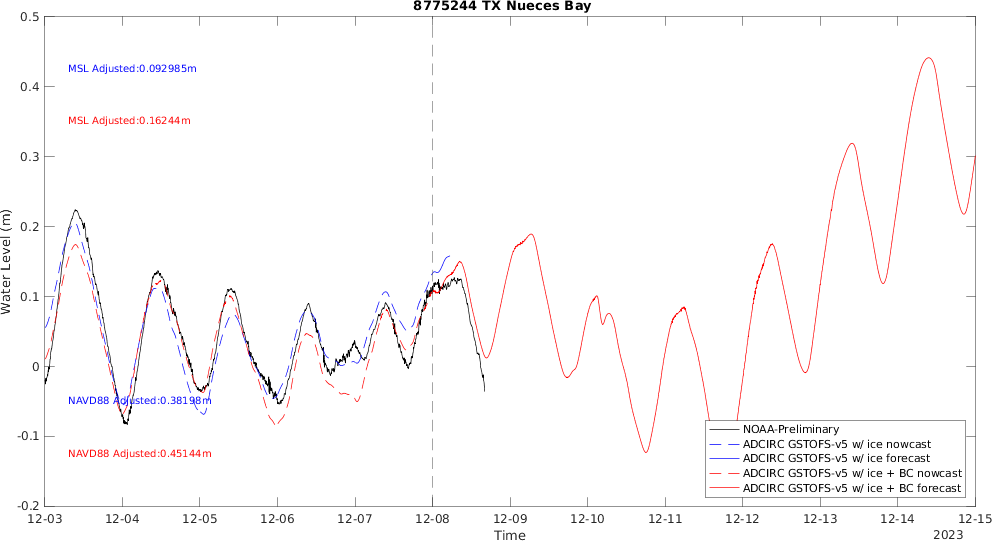 8775244 TX Nueces Bay
0.5
MSL Adjusted:0.092985m
0.4
MSL Adjusted:0.16244m
0.3
0.2
Water Level (m)
0.1
0
NAVD88 Adjusted:0.38198m
-0.1
NAVD88 Adjusted:0.45144m
-0.2
NOAA-Preliminary
ADCIRC GSTOFS-v5 w/ ice nowcast
ADCIRC GSTOFS-v5 w/ ice forecast
ADCIRC GSTOFS-v5 w/ ice + BC nowcast
ADCIRC GSTOFS-v5 w/ ice + BC forecast
12-03 12-04 12-05 12-06 12-07 12-08 12-09 12-10 12-11 12-12 12-13 12-14 12-15
Time
2023